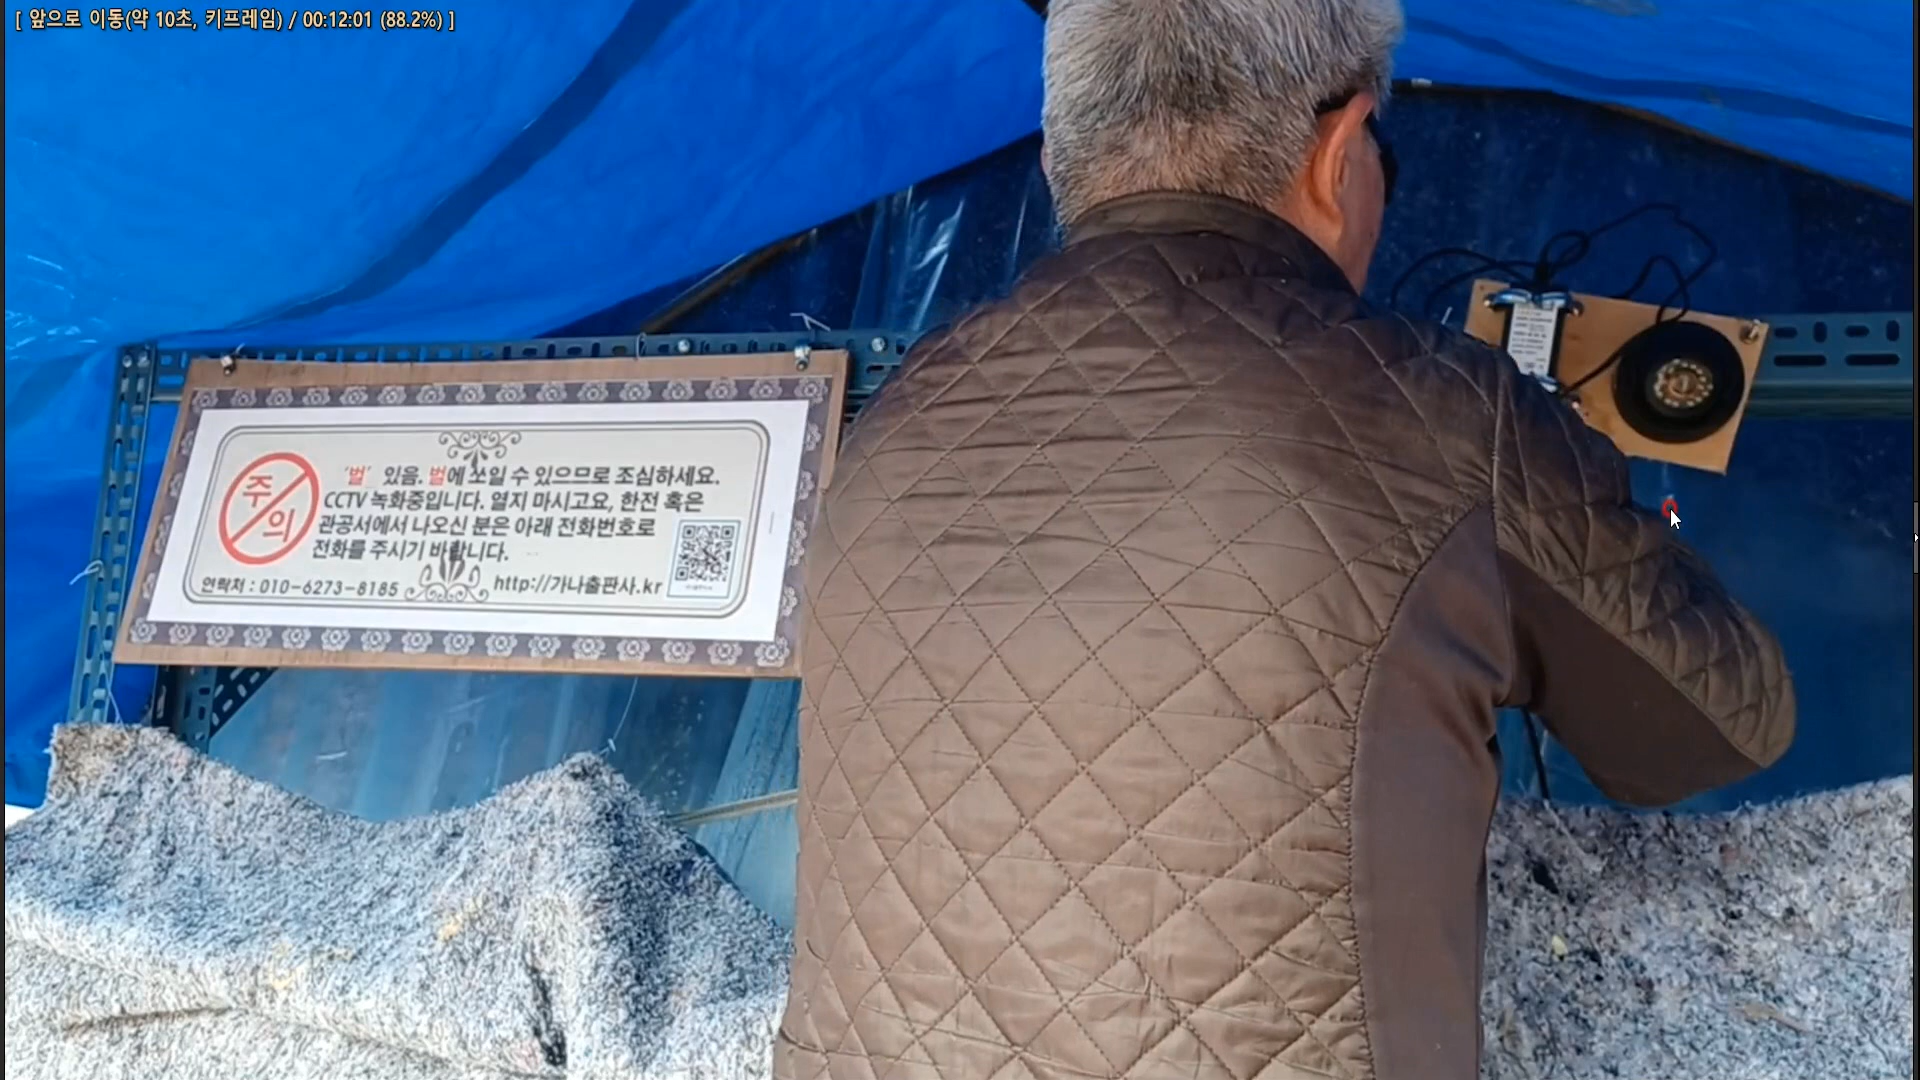 [ 앞으로 이동(약 10초, 키프레임) / 00:12:01 (88.2%) ]
주의
'벌' 있음. 벌에 쏘일 수 있으므로 조심하세요.
CCTV 녹화중입니다. 열지 마시고요, 한전 혹은
관공서에서 나오신 분은 아래 전화번호로
전화를 주시기 바랍니다.
연락처 : 010-6273-8185
http://가나출판사.kr